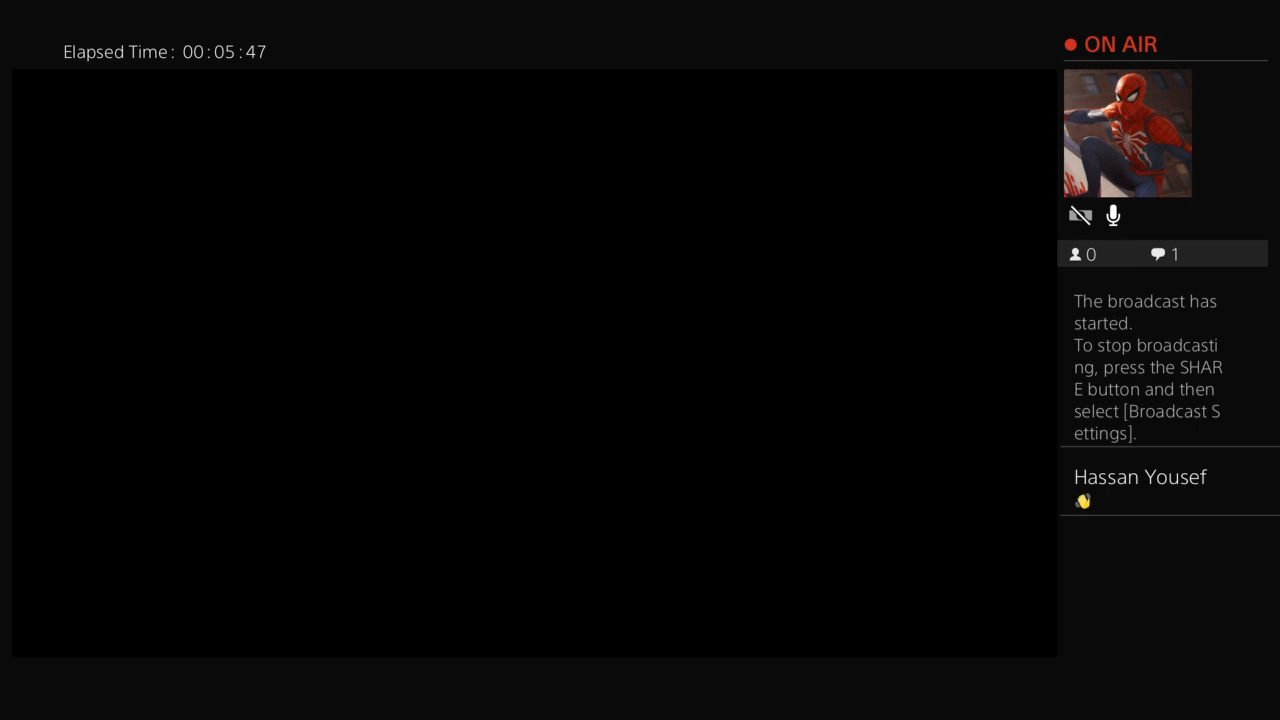 Elapsed Time: 00:05:47
ON AIR
0 1
The broadcast has
started.
To stop broadcasti
ng, press the SHAR
E button and then
select [Broadcast S
ettings].
Hassan Yousef
👋